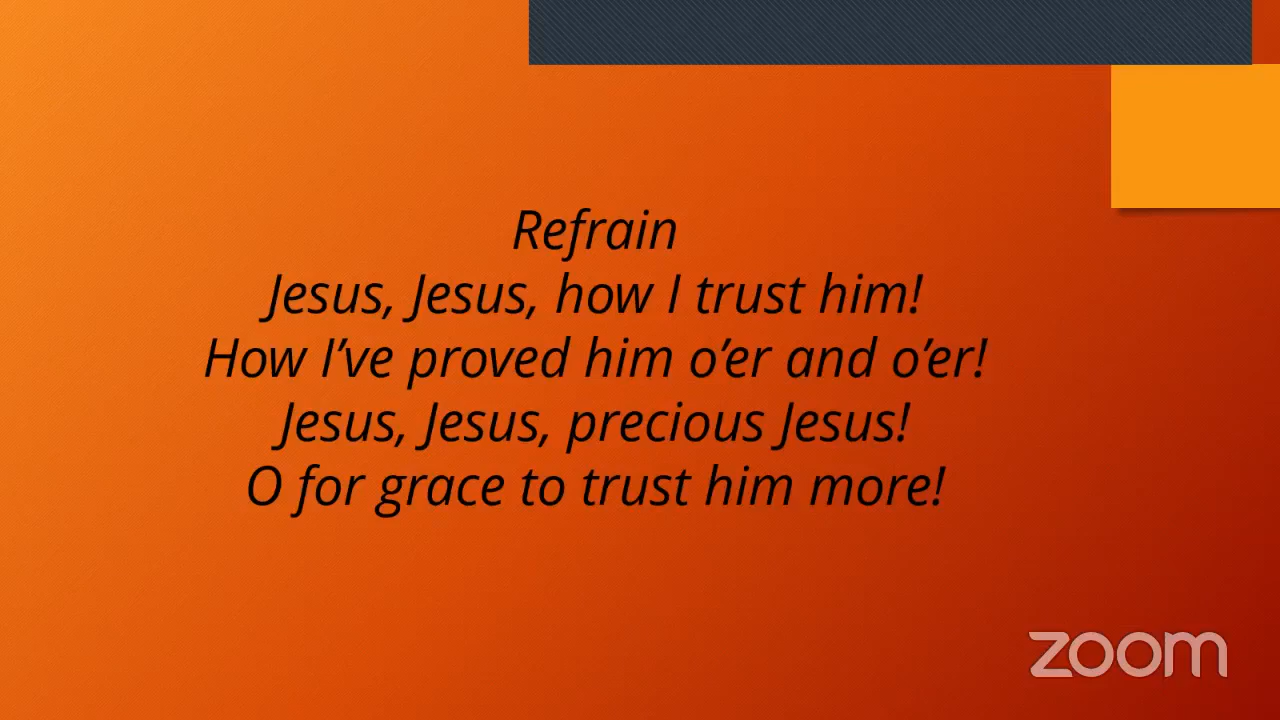 Refrain
Jesus, Jesus, how I trust him!
How I’ve proved him o’er and o’er!
Jesus, Jesus, precious Jesus!
O for grace to trust him more!
zoom